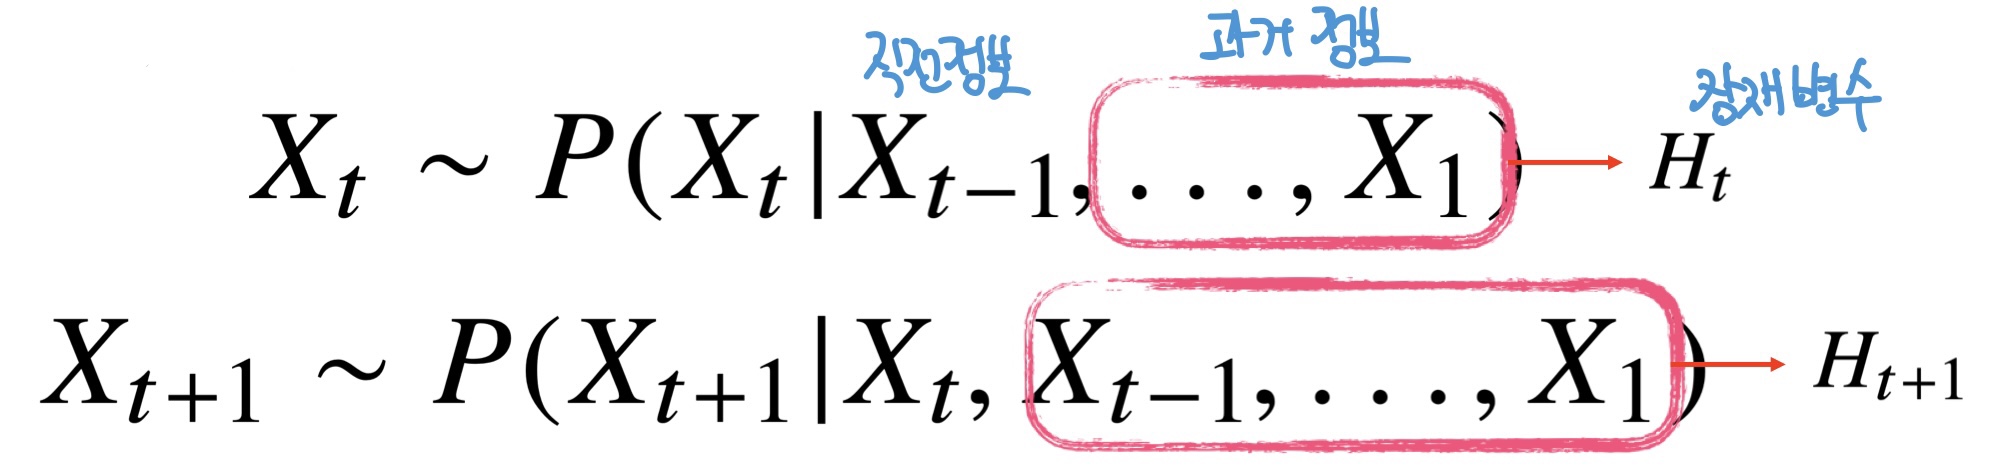 직전정보 과거 정보 잠재변수
X_t ∼ P(X_t|X_{t−1}, . . . , X_1) H_t
X_{t+1} ∼ P(X_{t+1}|X_t, X_{t−1}, . . . , X_1) H_{t+1}